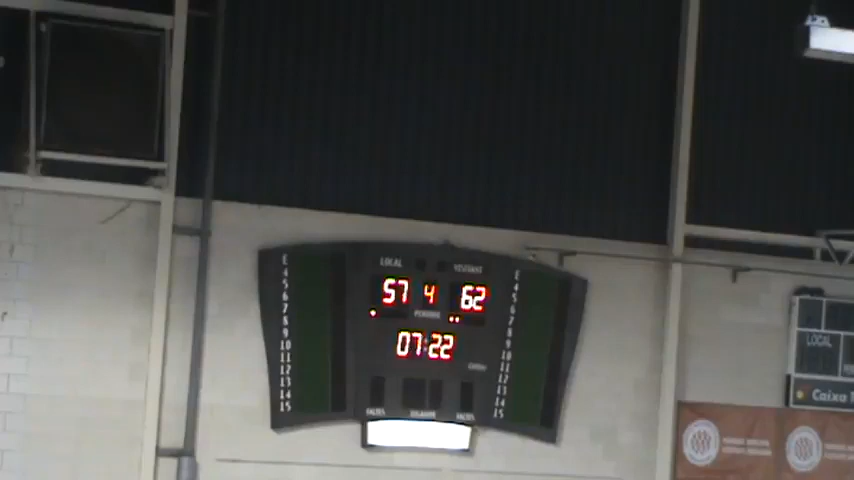 LOCAL VISITANT
57 4 62
PERIODE
07:22
E E
4 4
5 5
6 6
7 7
8 8
9 9
10 10
11 11
12 12
13 13
14 14
15 15
FALTES JUGADOR FALTES
LOCAL
Caixa